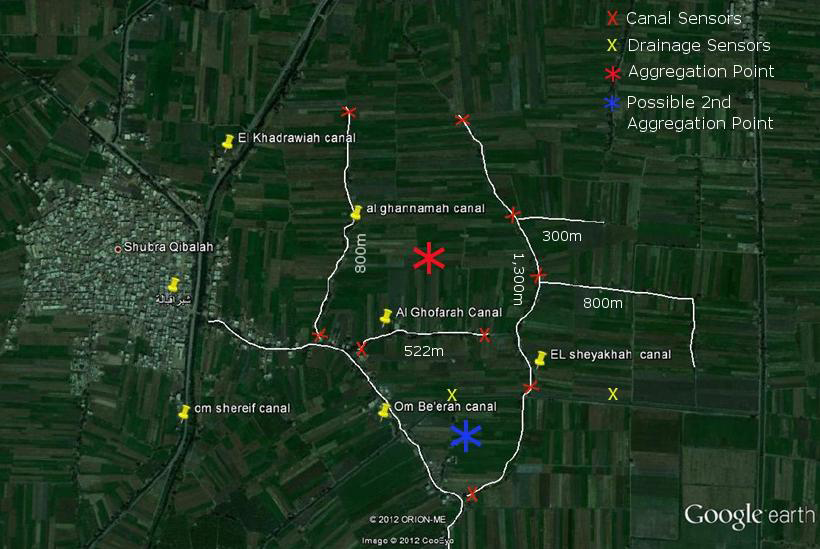 X Canal Sensors
X Drainage Sensors
* Aggregation Point
* Possible 2nd
Aggregation Point
El Khadrawiah canal
al ghannamah canal
Shubra Qibalah
800m
300m
1,300m
800m
Al Ghofarah Canal
522m
EL sheyakhah canal
om shereif canal
Om Be'erah canal
© 2012 ORION-ME
Image © 2012 GeoEye
Google earth